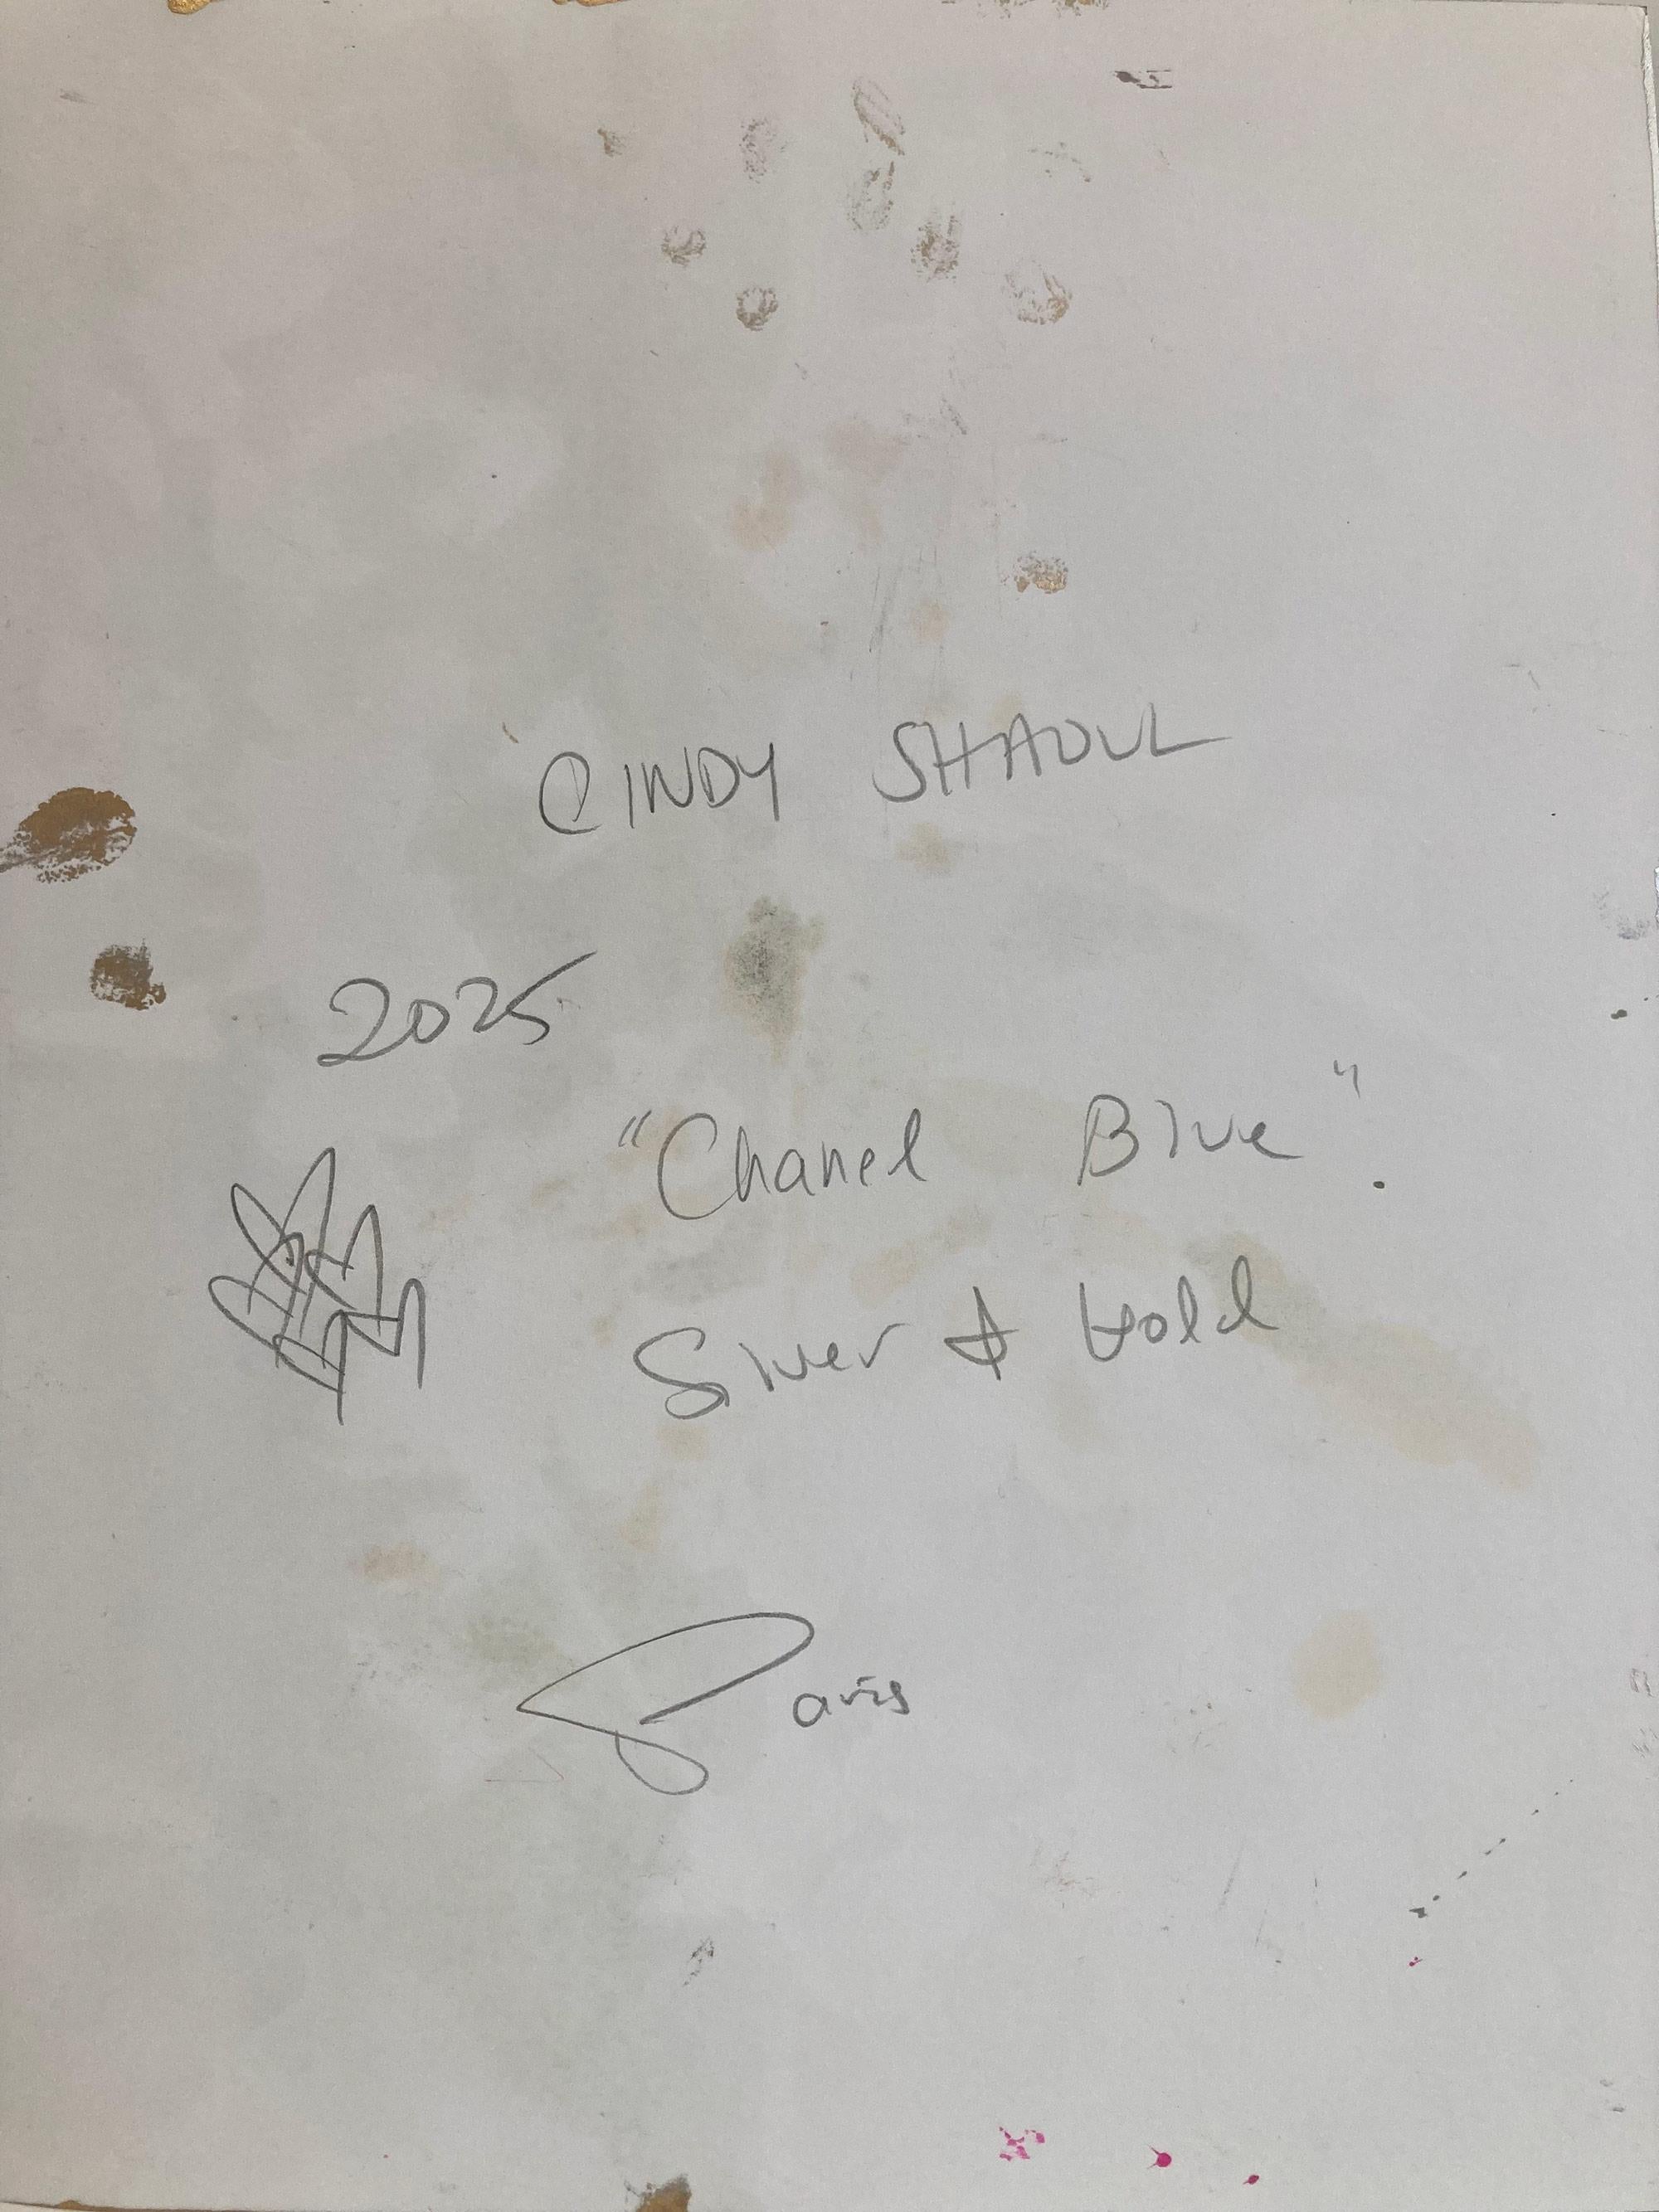 CINDY SHAOUL
2025
"Chanel Blue".
Silver & Gold
Paris